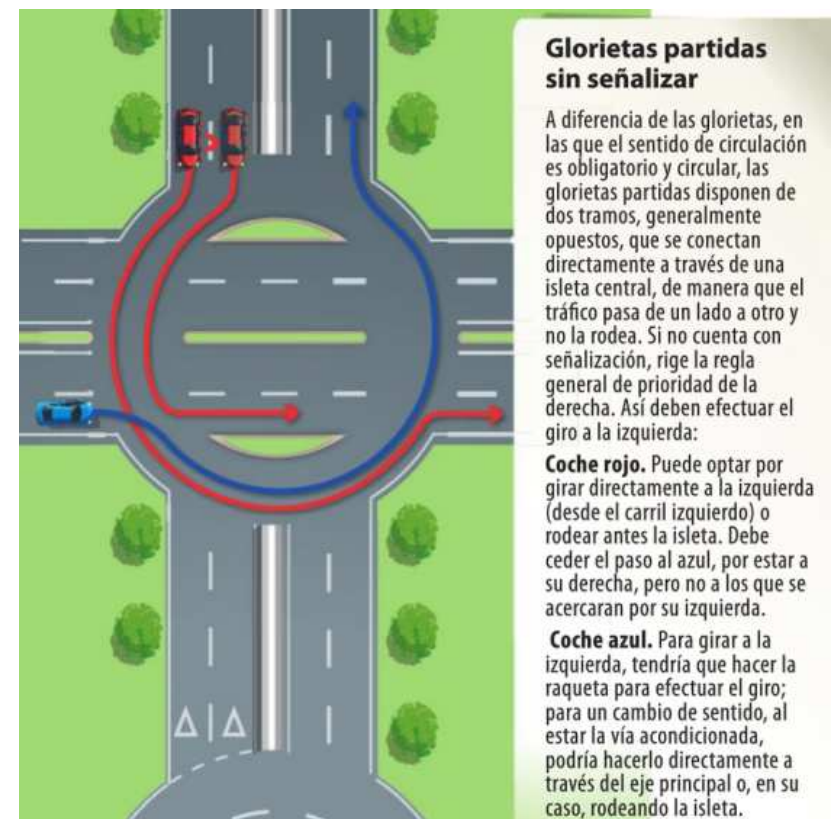 Glorietas partidas
sin señalizar
A diferencia de las glorietas, en
las que el sentido de circulación
es obligatorio y circular, las
glorietas partidas disponen de
dos tramos, generalmente
opuestos, que se conectan
directamente a través de una
isleta central, de manera que el
tráfico pasa de un lado a otro y
no la rodea. Si no cuenta con
señalización, rige la regla
general de prioridad de la
derecha. Así deben efectuar el
giro a la izquierda:
Coche rojo. Puede optar por
girar directamente a la izquierda
(desde el carril izquierdo) o
rodear antes la isleta. Debe
ceder el paso al azul, por estar a
su derecha, pero no a los que se
acercaran por su izquierda.
Coche azul. Para girar a la
izquierda, tendría que hacer la
raqueta para efectuar el giro;
para un cambio de sentido, al
estar la vía acondicionada,
podría hacerlo directamente a
través del eje principal o, en su
caso, rodeando la isleta.